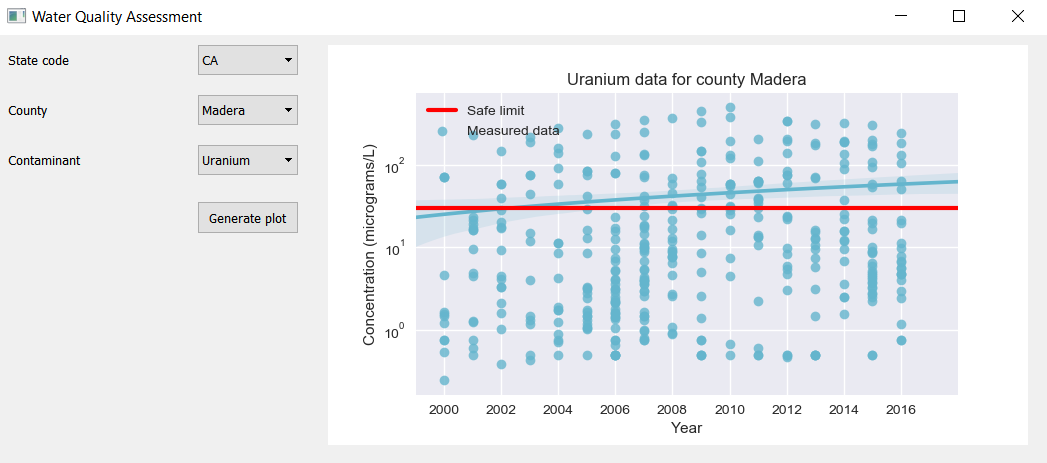 Water Quality Assessment
State code
CA
County
Madera
Contaminant
Uranium
Generate plot
Uranium data for county Madera
Safe limit
Measured data
Concentration (micrograms/L)
10²
10¹
10⁰
2000 2002 2004 2006 2008 2010 2012 2014 2016
Year